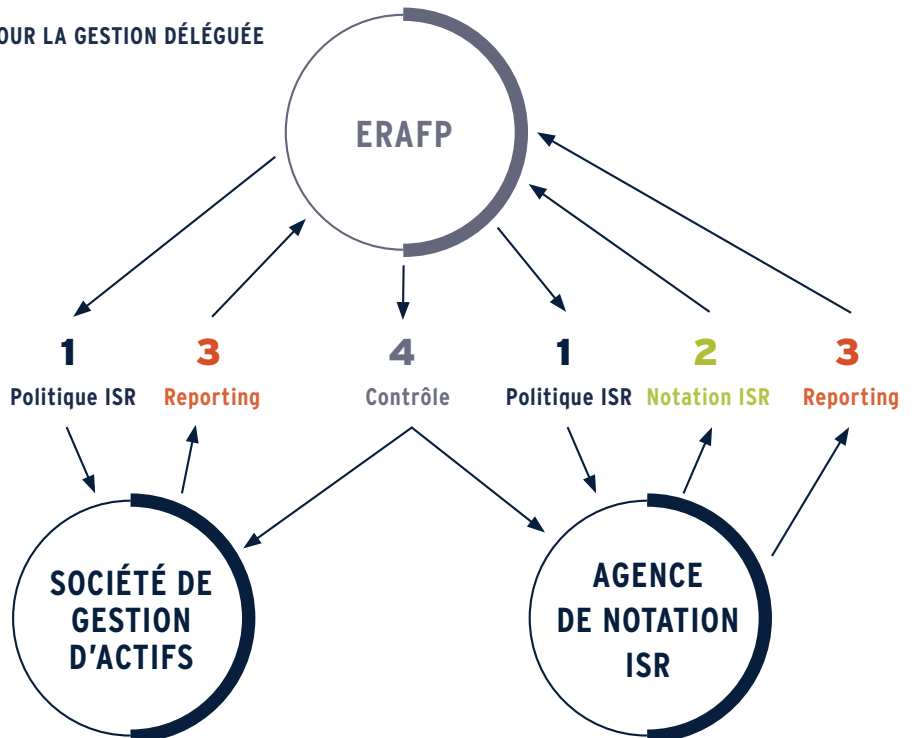 POUR LA GESTION DÉLÉGUÉE
ERAFP
1 3 4 1 2 3
Politique ISR Reporting Contrôle Politique ISR Notation ISR Reporting
SOCIÉTÉ DE
GESTION
D'ACTIFS
AGENCE
DE NOTATION
ISR